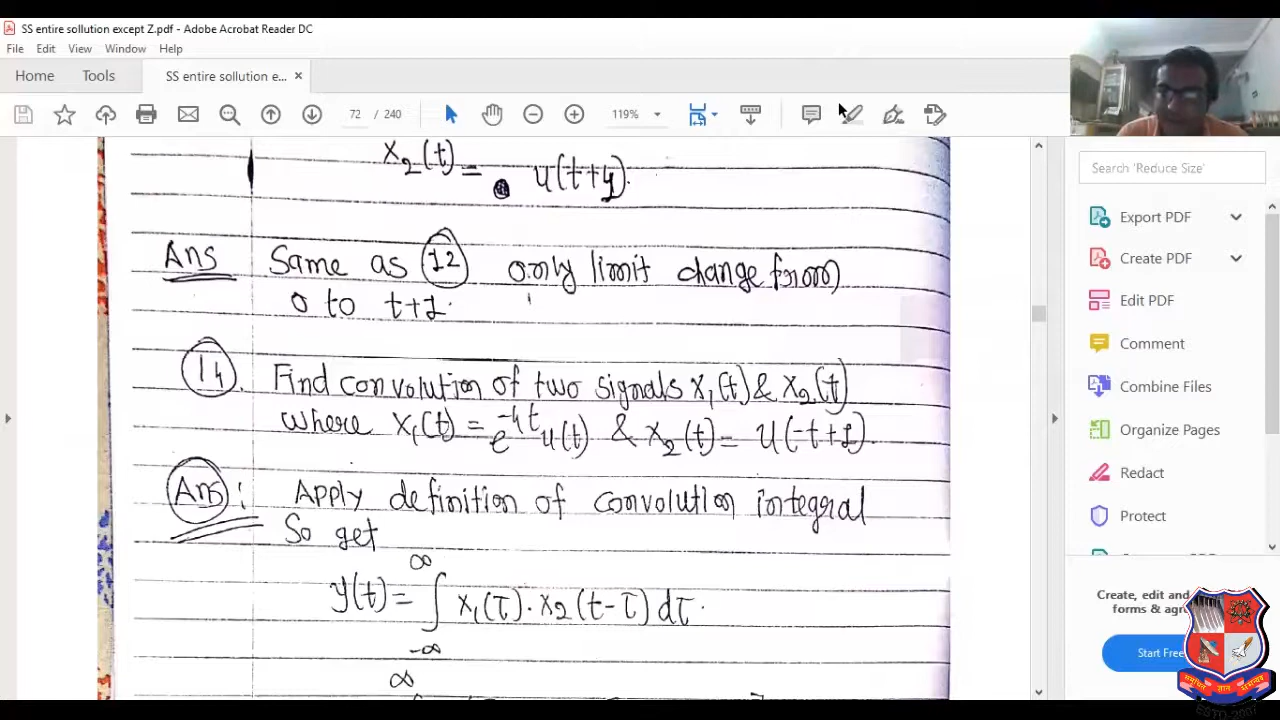 SS entire sollution except Z.pdf - Adobe Acrobat Reader DC
File Edit View Window Help
Home Tools SS entire sollution e... ×
72 / 240 119%
x₂(t) = u(t+4).
Ans Same as (12) only limit change from
0 to t+1.
(14). Find convolution of two signals x₁(t) & x₂(t)
where x₁(t) = e⁻⁴ᵗ u(t) & x₂(t) = u(-t+1).
Ans : Apply definition of convolution integral
So get
y(t) = ∫ x₁(τ) · x₂(t-τ) dτ.
∞
-∞
∞
Search 'Reduce Size'
Export PDF
Create PDF
Edit PDF
Comment
Combine Files
Organize Pages
Redact
Protect
Create, edit and
forms & agr
Start Free
ESTD-2007